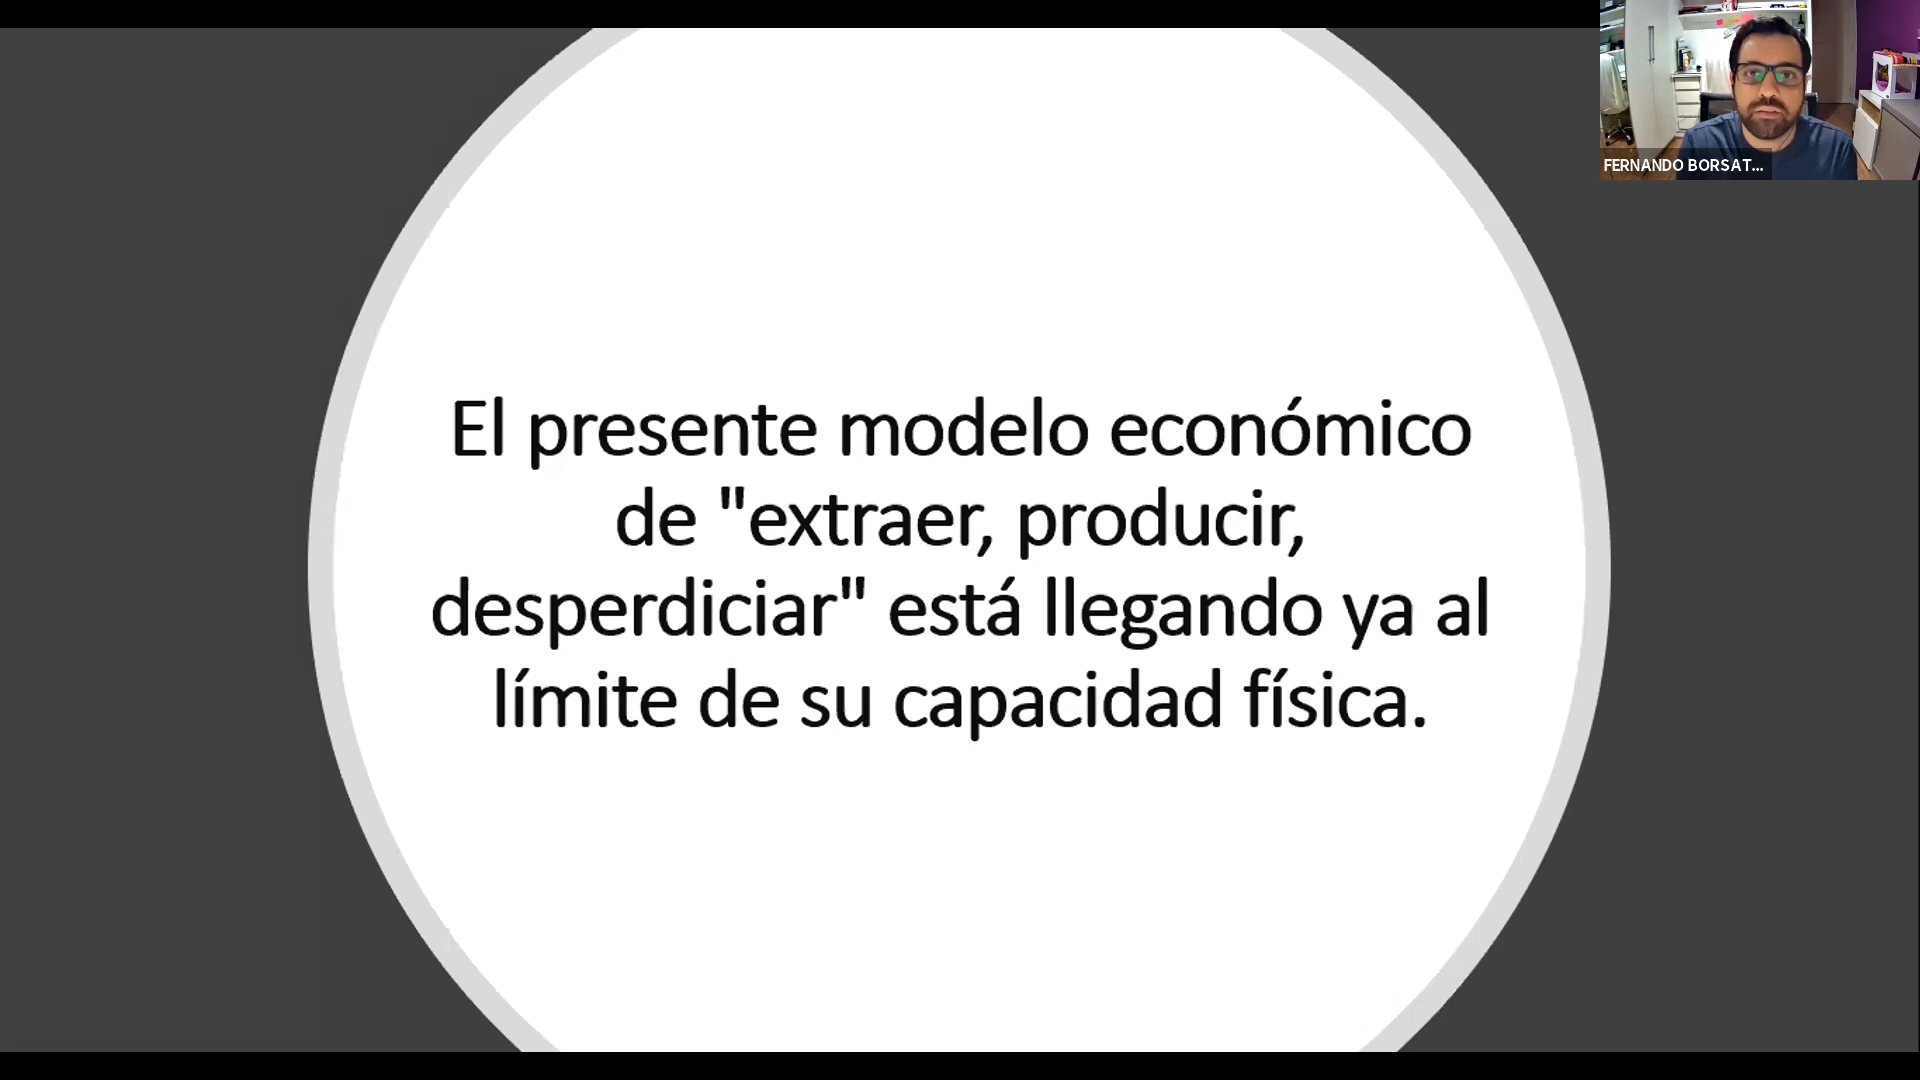 FERNANDO BORSAT...
El presente modelo económico
de "extraer, producir,
desperdiciar" está llegando ya al
límite de su capacidad física.